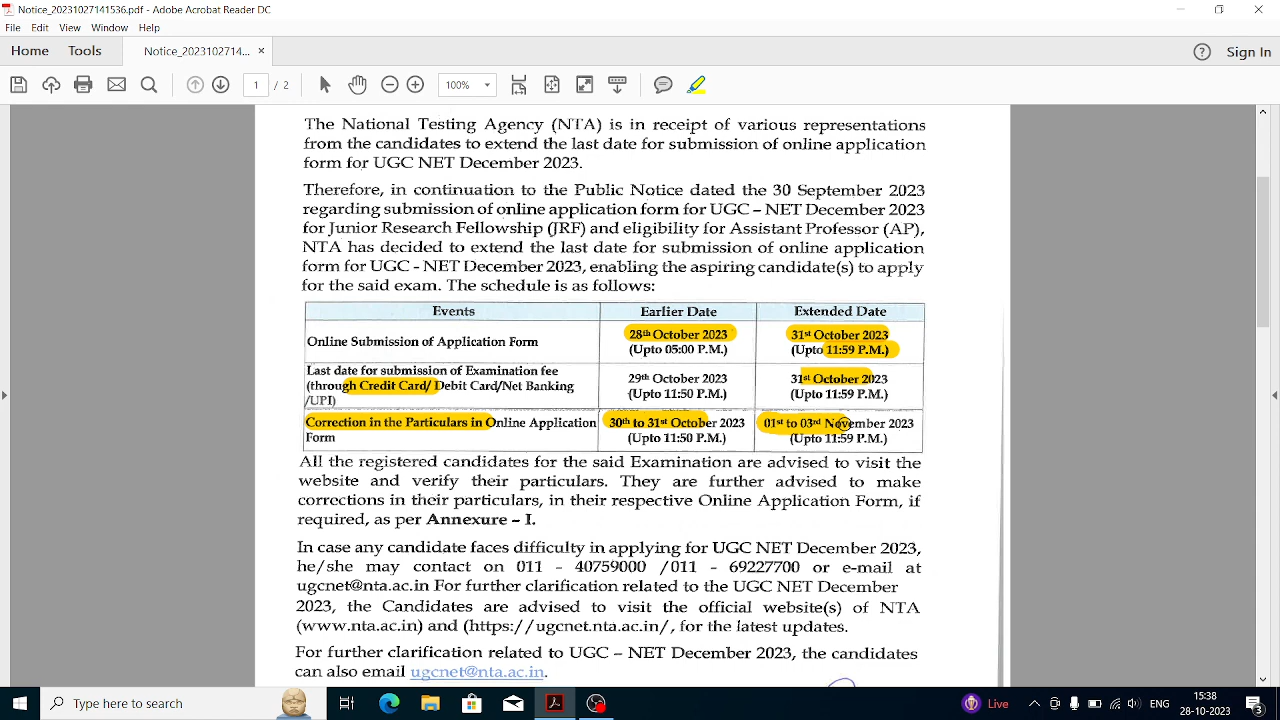 Notice_20231027141536.pdf - Adobe Acrobat Reader DC
File Edit View Window Help
Home Tools Notice_2023102714... × Sign In
1 / 2 100%
The National Testing Agency (NTA) is in receipt of various representations
from the candidates to extend the last date for submission of online application
form for UGC NET December 2023.
Therefore, in continuation to the Public Notice dated the 30 September 2023
regarding submission of online application form for UGC – NET December 2023
for Junior Research Fellowship (JRF) and eligibility for Assistant Professor (AP),
NTA has decided to extend the last date for submission of online application
form for UGC - NET December 2023, enabling the aspiring candidate(s) to apply
for the said exam. The schedule is as follows:
Events Earlier Date Extended Date
Online Submission of Application Form
28th October 2023
(Upto 05:00 P.M.)
31st October 2023
(Upto 11:59 P.M.)
Last date for submission of Examination fee
(through Credit Card/ Debit Card/Net Banking
/UPI)
29th October 2023
(Upto 11:50 P.M.)
31st October 2023
(Upto 11:59 P.M.)
Correction in the Particulars in Online Application
Form
30th to 31st October 2023
(Upto 11:50 P.M.)
01st to 03rd November 2023
(Upto 11:59 P.M.)
All the registered candidates for the said Examination are advised to visit the
website and verify their particulars. They are further advised to make
corrections in their particulars, in their respective Online Application Form, if
required, as per Annexure – I.
In case any candidate faces difficulty in applying for UGC NET December 2023,
he/she may contact on 011 - 40759000 /011 - 69227700 or e-mail at
ugcnet@nta.ac.in For further clarification related to the UGC NET December
2023, the Candidates are advised to visit the official website(s) of NTA
(www.nta.ac.in) and (https://ugcnet.nta.ac.in/, for the latest updates.
For further clarification related to UGC – NET December 2023, the candidates
can also email ugcnet@nta.ac.in.
Type here to search
Live
ENG
15:38
28-10-2023
3